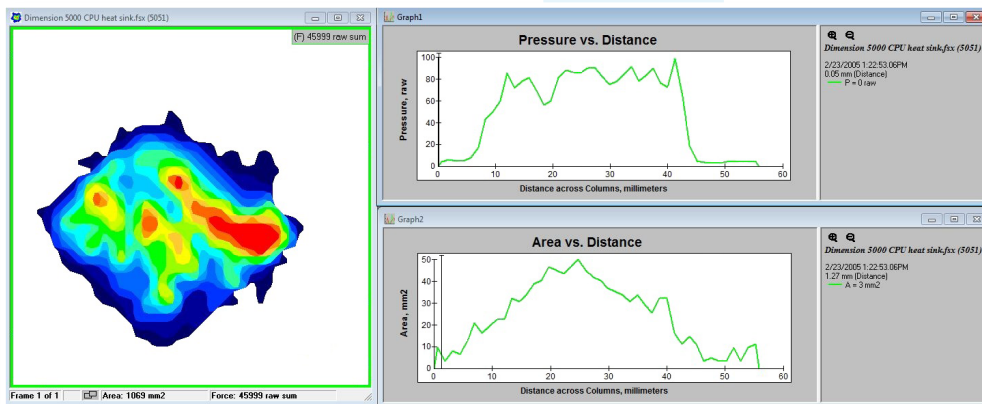 Dimension 5000 CPU heat sink.fsx (5051)
(F) 45999 raw sum
Frame 1 of 1
Area: 1069 mm2
Force: 45999 raw sum
Graph1
Pressure vs. Distance
Pressure, raw
100
80
60
40
20
0
0 10 20 30 40 50 60
Distance across Columns, millimeters
Dimension 5000 CPU heat sink.fsx (5051)
2/23/2005 1:22:53.06PM
0.05 mm (Distance)
P = 0 raw
Graph2
Area vs. Distance
Area, mm2
50
40
30
20
10
0
0 10 20 30 40 50 60
Distance across Columns, millimeters
Dimension 5000 CPU heat sink.fsx (5051)
2/23/2005 1:22:53.06PM
1.27 mm (Distance)
A = 3 mm2